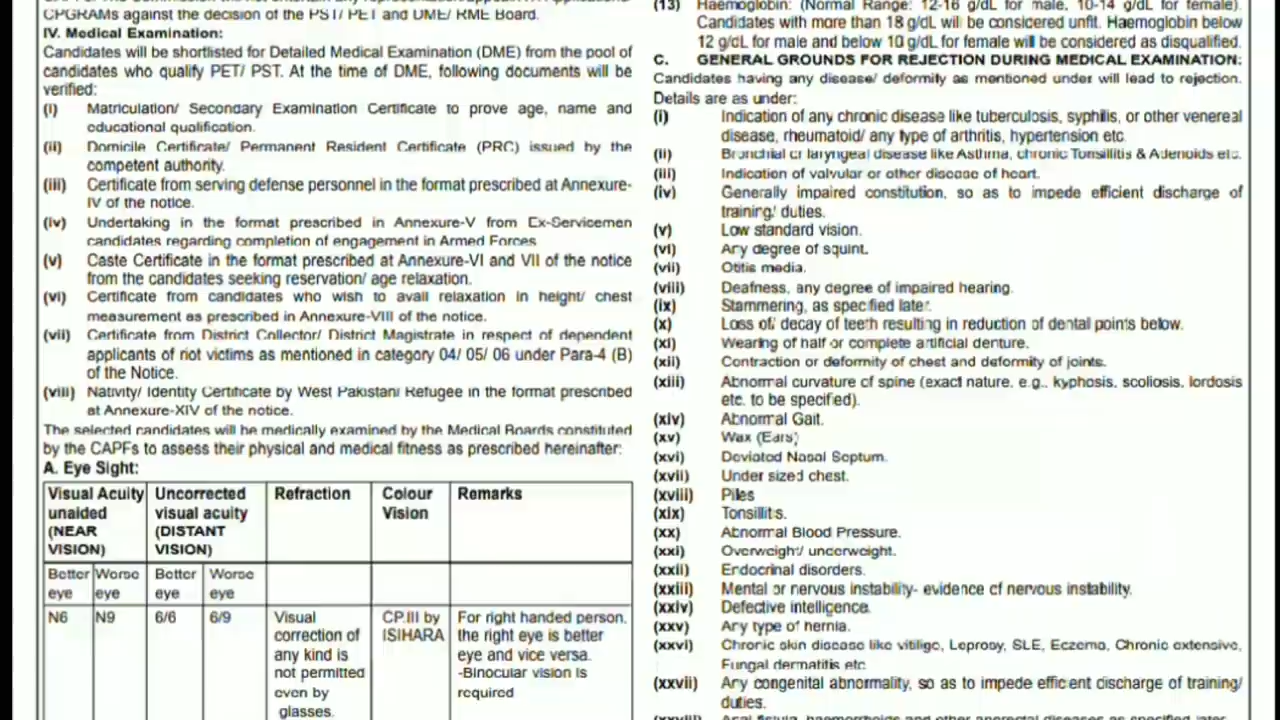 CPGRAMs against the decision of the PST/ PET and DME/ RME Board.
IV. Medical Examination:
Candidates will be shortlisted for Detailed Medical Examination (DME) from the pool of
candidates who qualify PET/ PST. At the time of DME, following documents will be
verified:
(i) Matriculation/ Secondary Examination Certificate to prove age, name and
educational qualification.
(ii) Domicile Certificate/ Permanent Resident Certificate (PRC) issued by the
competent authority.
(iii) Certificate from serving defense personnel in the format prescribed at Annexure-
IV of the notice.
(iv) Undertaking in the format prescribed in Annexure-V from Ex-Servicemen
candidates regarding completion of engagement in Armed Forces
(v) Caste Certificate in the format prescribed at Annexure-VI and VII of the notice
from the candidates seeking reservation/ age relaxation.
(vi) Certificate from candidates who wish to avail relaxation in height/ chest
measurement as prescribed in Annexure-VIII of the notice.
(vii) Certificate from District Collector/ District Magistrate in respect of dependent
applicants of riot victims as mentioned in category 04/ 05/ 06 under Para-4 (B)
of the Notice.
(viii) Nativity/ Identity Certificate by West Pakistani Refugee in the format prescribed
at Annexure-XIV of the notice.
The selected candidates will be medically examined by the Medical Boards constituted
by the CAPFs to assess their physical and medical fitness as prescribed hereinafter:
A. Eye Sight:
Visual Acuity Uncorrected Refraction Colour Remarks
unaided visual acuity Vision
(NEAR (DISTANT
VISION) VISION)
Better Worse Better Worse
eye eye eye eye
N6 N9 6/6 6/9 Visual CP.III by For right handed person,
correction of ISIHARA the right eye is better
any kind is eye and vice versa.
not permitted -Binocular vision is
even by required
glasses.
(13) Haemoglobin: (Normal Range: 12-16 g/dL for male, 10-14 g/dL for female).
Candidates with more than 18 g/dL will be considered unfit. Haemoglobin below
12 g/dL for male and below 10 g/dL for female will be considered as disqualified.
C. GENERAL GROUNDS FOR REJECTION DURING MEDICAL EXAMINATION:
Candidates having any disease/ deformity as mentioned under will lead to rejection.
Details are as under:
(i) Indication of any chronic disease like tuberculosis, syphilis, or other venereal
disease, rheumatoid/ any type of arthritis, hypertension etc.
(ii) Bronchial or laryngeal disease like Asthma, chronic Tonsillitis & Adenoids etc.
(iii) Indication of valvular or other disease of heart.
(iv) Generally impaired constitution, so as to impede efficient discharge of
training/ duties.
(v) Low standard vision.
(vi) Any degree of squint.
(vii) Otitis media.
(viii) Deafness, any degree of impaired hearing.
(ix) Stammering, as specified later.
(x) Loss of/ decay of teeth resulting in reduction of dental points below.
(xi) Wearing of half or complete artificial denture.
(xii) Contraction or deformity of chest and deformity of joints.
(xiii) Abnormal curvature of spine (exact nature, e.g., kyphosis, scoliosis, lordosis
etc. to be specified).
(xiv) Abnormal Gait.
(xv) Wax (Ears)
(xvi) Deviated Nasal Septum.
(xvii) Under sized chest.
(xviii) Piles
(xix) Tonsillitis.
(xx) Abnormal Blood Pressure.
(xxi) Overweight/ underweight.
(xxii) Endocrinal disorders.
(xxiii) Mental or nervous instability- evidence of nervous instability.
(xxiv) Defective intelligence.
(xxv) Any type of hernia.
(xxvi) Chronic skin disease like vitiligo, Leprosy, SLE, Eczema, Chronic extensive,
Fungal dermatitis etc
(xxvii) Any congenital abnormality, so as to impede efficient discharge of training/
duties.